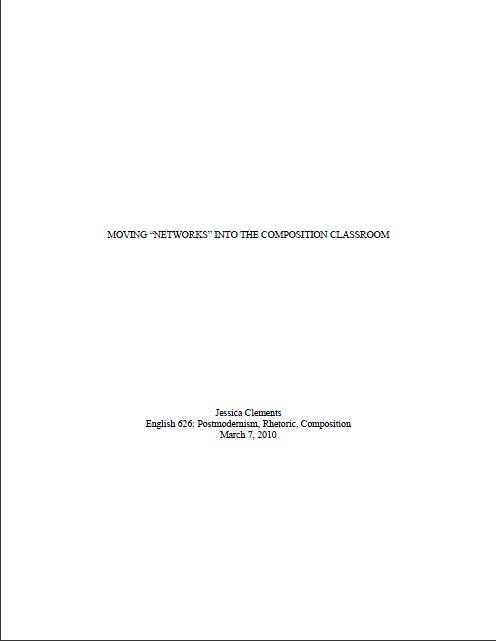 MOVING “NETWORKS” INTO THE COMPOSITION CLASSROOM
Jessica Clements
English 626: Postmodernism, Rhetoric, Composition
March 7, 2010